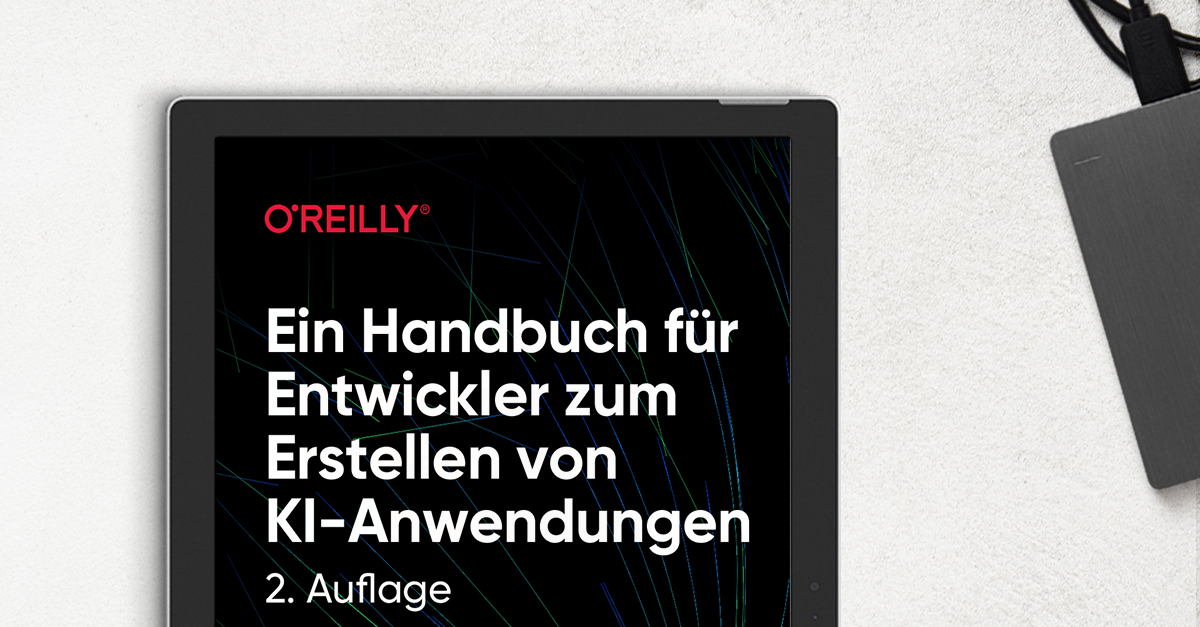 O'REILLY®
Ein Handbuch für
Entwickler zum
Erstellen von
KI-Anwendungen
2. Auflage